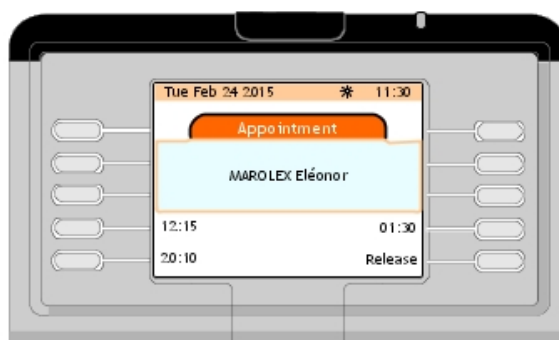 Tue Feb 24 2015 ☀ 11:30
Appointment
MAROLEX Eléonor
12:15 01:30
20:10 Release